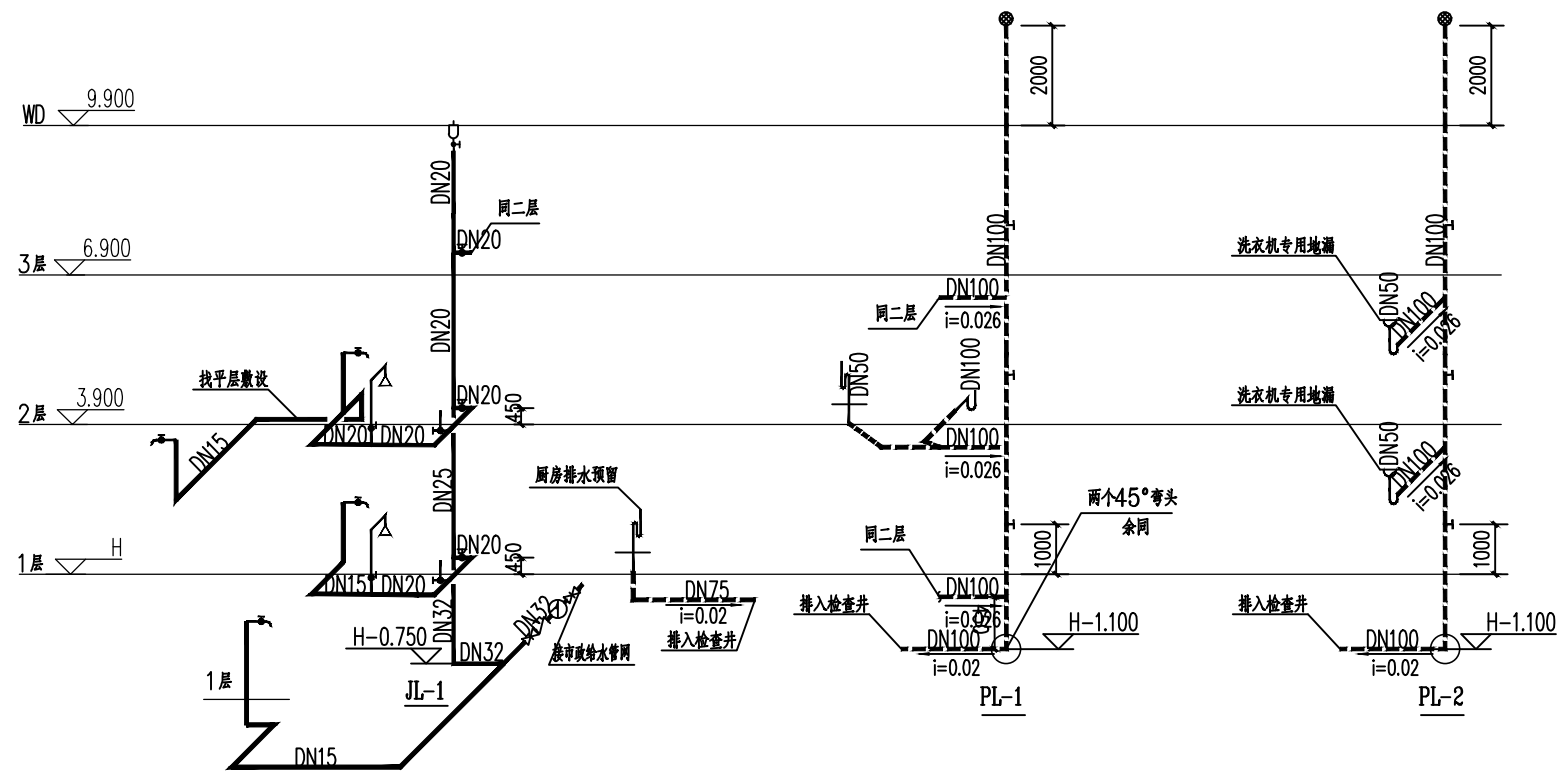 2000
2000
9.900
WD
DN20
同二层
DN20
DN100
DN100
洗衣机专用地漏
6.900
3层
DN20
DN100
i=0.026
同二层
DN50
DN100
i=0.026
DN50
DN100
找平层敷设
3.900
2层
DN20
450
洗衣机专用地漏
DN15
DN20
DN20
DN100
i=0.026
DN50
DN100
i=0.026
DN25
厨房排水预留
两个45°弯头
余同
H
1层
DN20
450
同二层
1000
1000
DN15
DN20
DN32
DN32
DN75
i=0.02
排入检查井
DN100
i=0.026
排入检查井
排入检查井
H-0.750
DN32
接市政给水管网
DN100
i=0.02
H-1.100
DN100
i=0.02
H-1.100
1层
JL-1
PL-1
PL-2
DN15